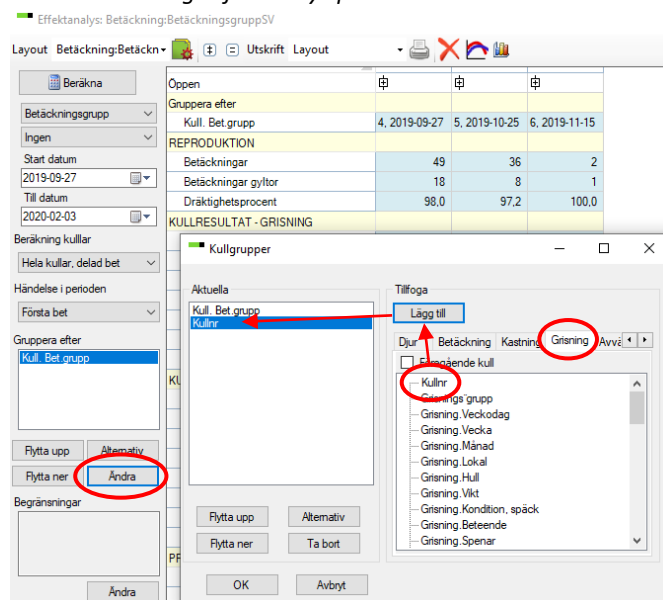 Effektanalys: Betäckning:BetäckningsgruppSV
Layout Betäckning:Betäckn Utskrift Layout
Beräkna
Betäckningsgrupp
Ingen
Start datum
2019-09-27
Till datum
2020-02-03
Beräkning kulllar
Hela kullar, delad bet
Händelse i perioden
Första bet
Gruppera efter
Kull. Bet.grupp
Flytta upp Alternativ
Flytta ner Ändra
Begränsningar
Ändra
Öppen
Gruppera efter
Kull. Bet.grupp 4, 2019-09-27 5, 2019-10-25 6, 2019-11-15
REPRODUKTION
Betäckningar 49 36 2
Betäckningar gyltor 18 8 1
Dräktighetsprocent 98,0 97,2 100,0
KULLRESULTAT - GRISNING
Kullgrupper
Aktuella
Kull. Bet.grupp
Kullnr
Flytta upp Alternativ
Flytta ner Ta bort
OK Avbryt
Tillfoga
Lägg till
Djur Betäckning Kastning Grisning Avvä
Föregående kull
Kullnr
Grisnings grupp
Grisning.Veckodag
Grisning.Vecka
Grisning.Månad
Grisning.Lokal
Grisning.Hull
Grisning.Vikt
Grisning.Kondition, späck
Grisning.Beteende
Grisning.Spenar